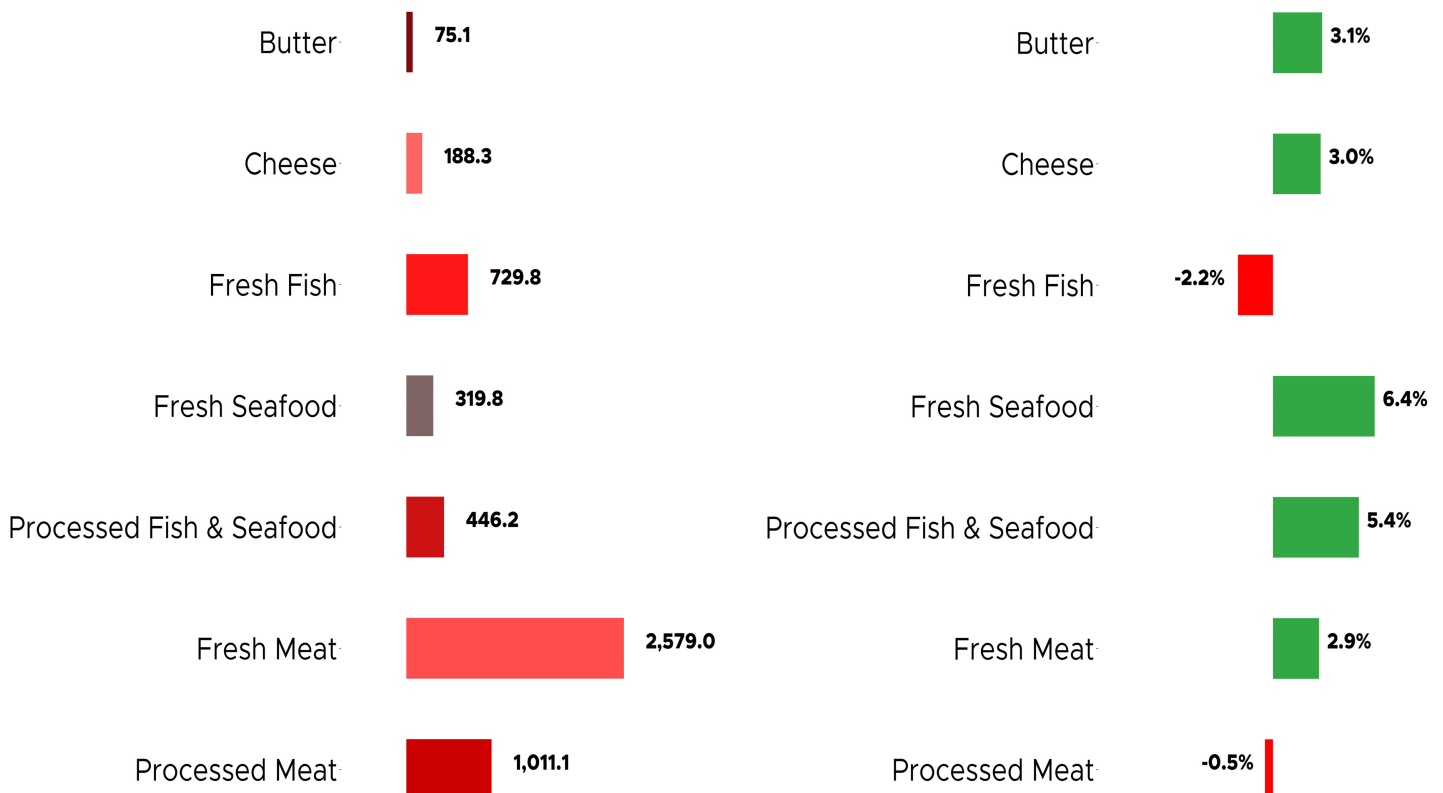 Butter 75.1 Butter 3.1%
Cheese 188.3 Cheese 3.0%
Fresh Fish 729.8 Fresh Fish -2.2%
Fresh Seafood 319.8 Fresh Seafood 6.4%
Processed Fish & Seafood 446.2 Processed Fish & Seafood 5.4%
Fresh Meat 2,579.0 Fresh Meat 2.9%
Processed Meat 1,011.1 Processed Meat -0.5%